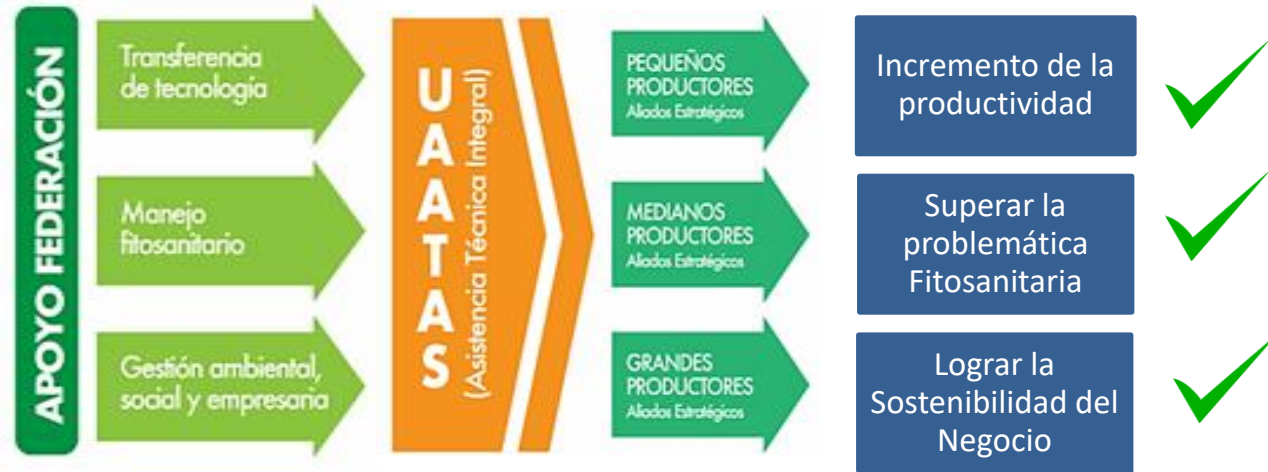 APOYO FEDERACIÓN
Transferencia
de tecnología
Manejo
fitosanitario
Gestión ambiental,
social y empresaria
UAATAS
(Asistencia Técnica Integral)
PEQUEÑOS
PRODUCTORES
Aliados Estratégicos
MEDIANOS
PRODUCTORES
Aliados Estratégicos
GRANDES
PRODUCTORES
Aliados Estratégicos
Incremento de la
productividad
Superar la
problemática
Fitosanitaria
Lograr la
Sostenibilidad del
Negocio